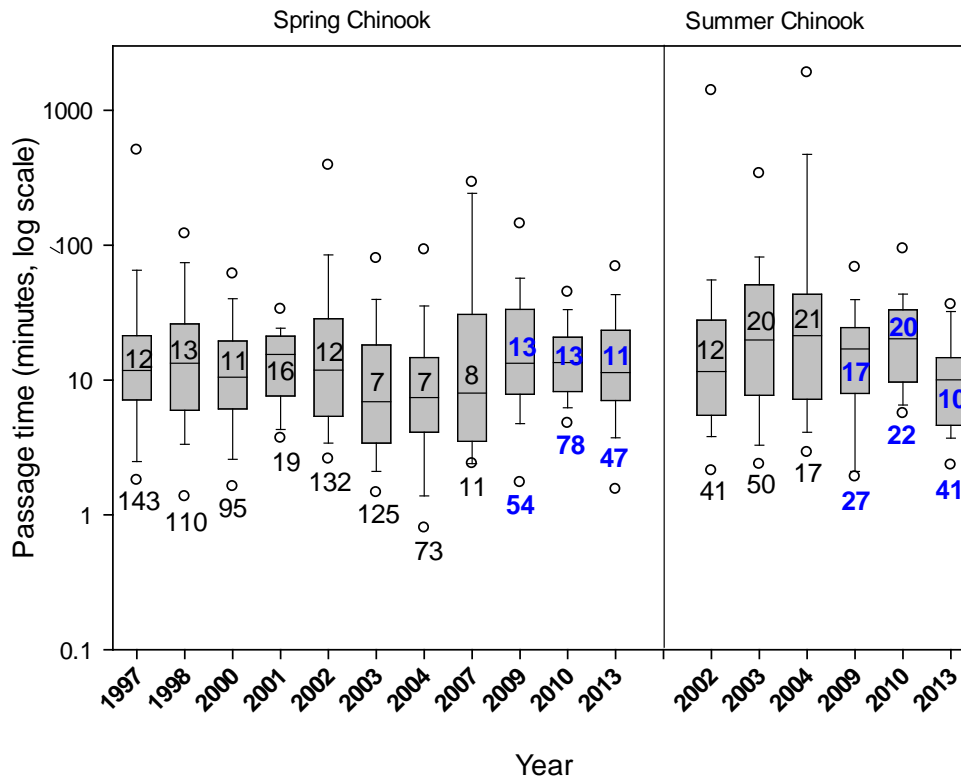 Spring Chinook Summer Chinook
Passage time (minutes, log scale)
1000
100
10
1
0.1
12 13 11 16 12 7 7 8 13 13 11 12 20 21 17 20 10
143 110 95 19 132 125 73 11 54 78 47 41 50 17 27 22 41
1997 1998 2000 2001 2002 2003 2004 2007 2009 2010 2013 2002 2003 2004 2009 2010 2013
Year